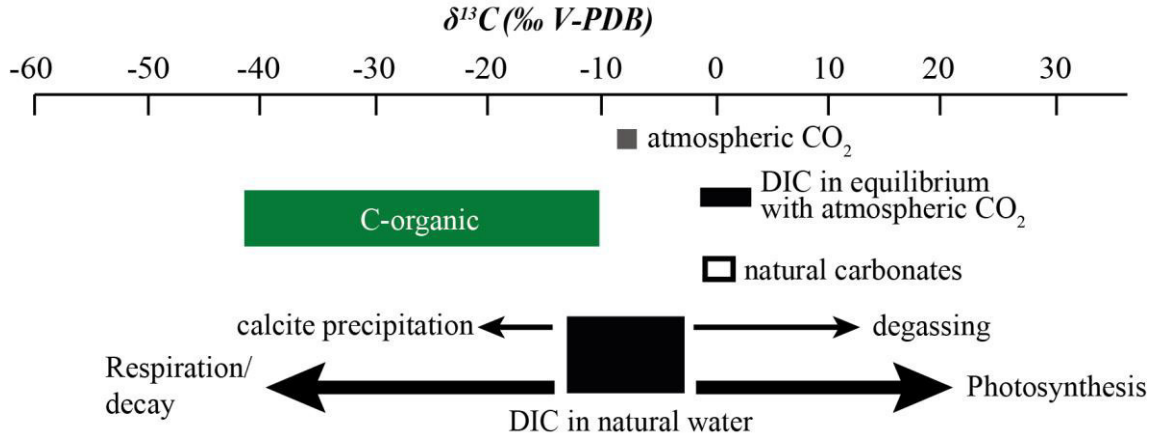 δ¹³C (‰ V-PDB)
-60 -50 -40 -30 -20 -10 0 10 20 30
atmospheric CO₂
DIC in equilibrium
with atmospheric CO₂
C-organic
natural carbonates
calcite precipitation
degassing
Respiration/
decay
Photosynthesis
DIC in natural water